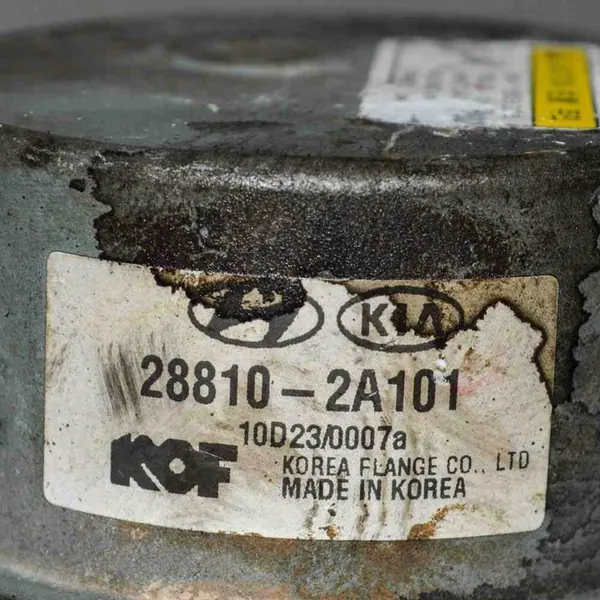 KIA
28810-2A101
10D23/0007a
KOF
KOREA FLANGE CO., LTD
MADE IN KOREA